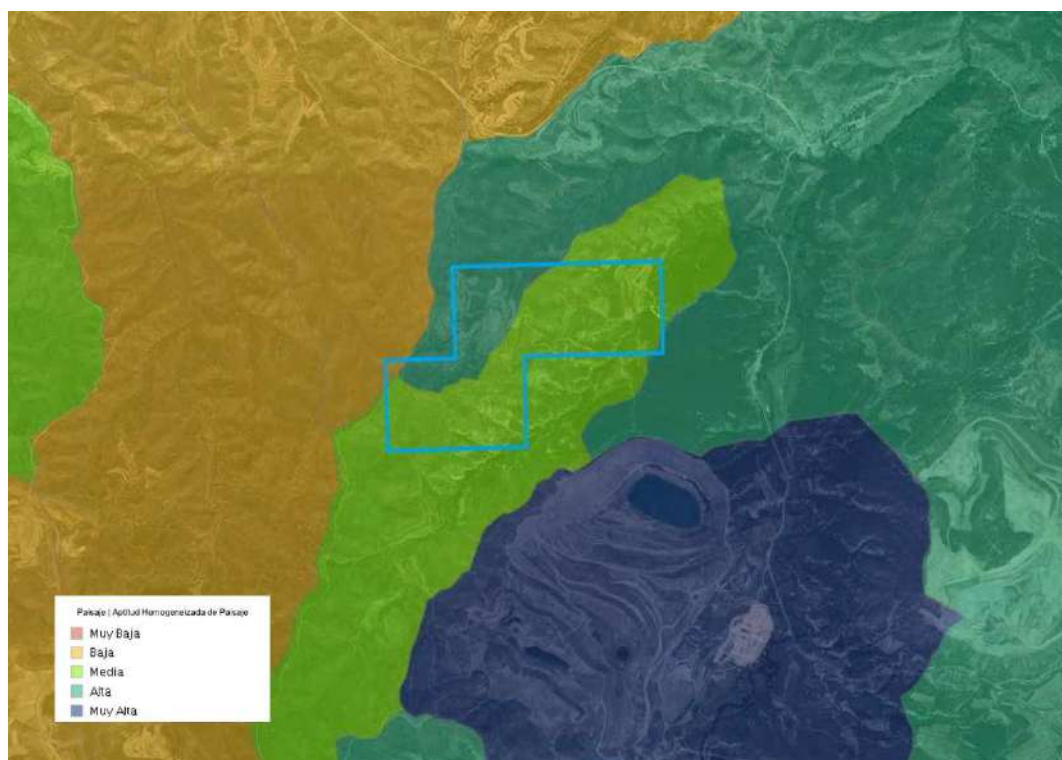 Paisaje | Aptitud Homogeneizada de Paisaje
Muy Baja
Baja
Media
Alta
Muy Alta